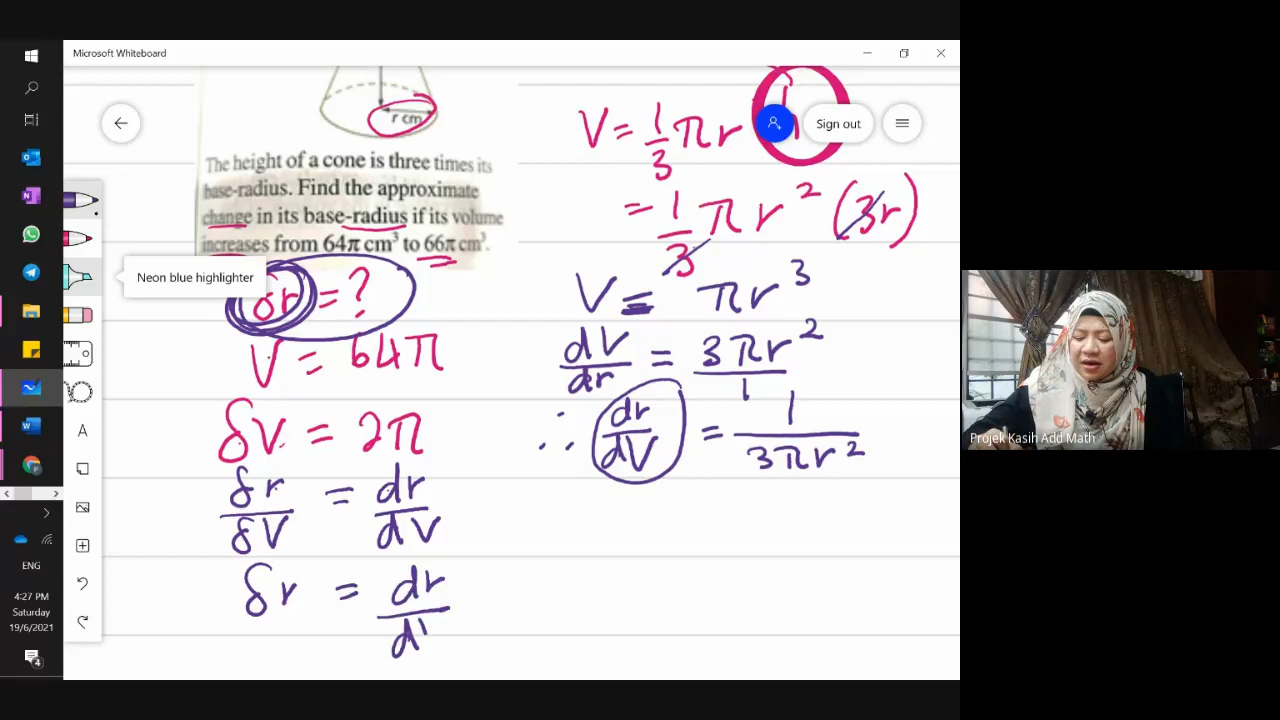 Microsoft Whiteboard
Sign out
r cm
The height of a cone is three times its
base-radius. Find the approximate
change in its base-radius if its volume
increases from 64π cm³ to 66π cm³.
Neon blue highlighter
δr = ?
V = 64π
δV = 2π
δr/δV = dr/dV
δr = dr/d
V = 1/3 πr h
= 1/3 πr² (3r)
V = πr³
dV/dr = 3πr²/1
∴ dr/dV = 1/3πr²
Projek Kasih Add Math
A
ENG
4:27 PM
Saturday
19/6/2021
4